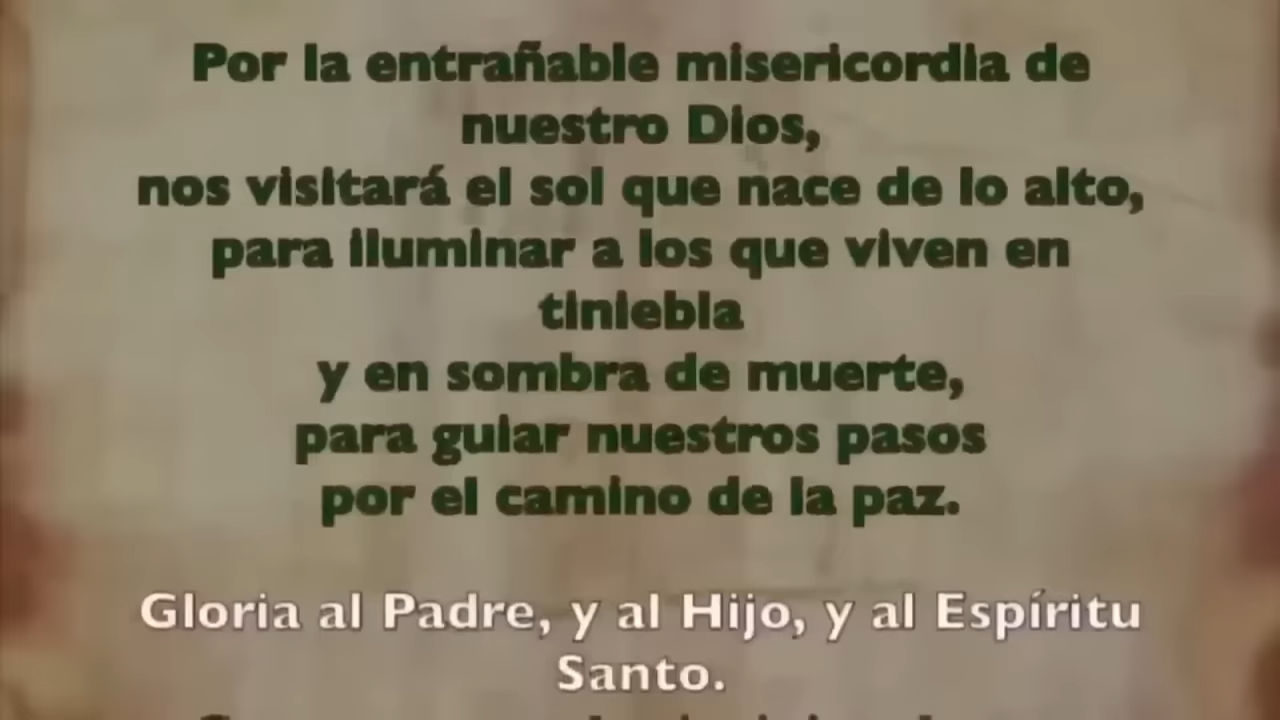 Por la entrañable misericordia de
nuestro Dios,
nos visitará el sol que nace de lo alto,
para iluminar a los que viven en
tiniebla
y en sombra de muerte,
para guiar nuestros pasos
por el camino de la paz.
Gloria al Padre, y al Hijo, y al Espíritu
Santo.